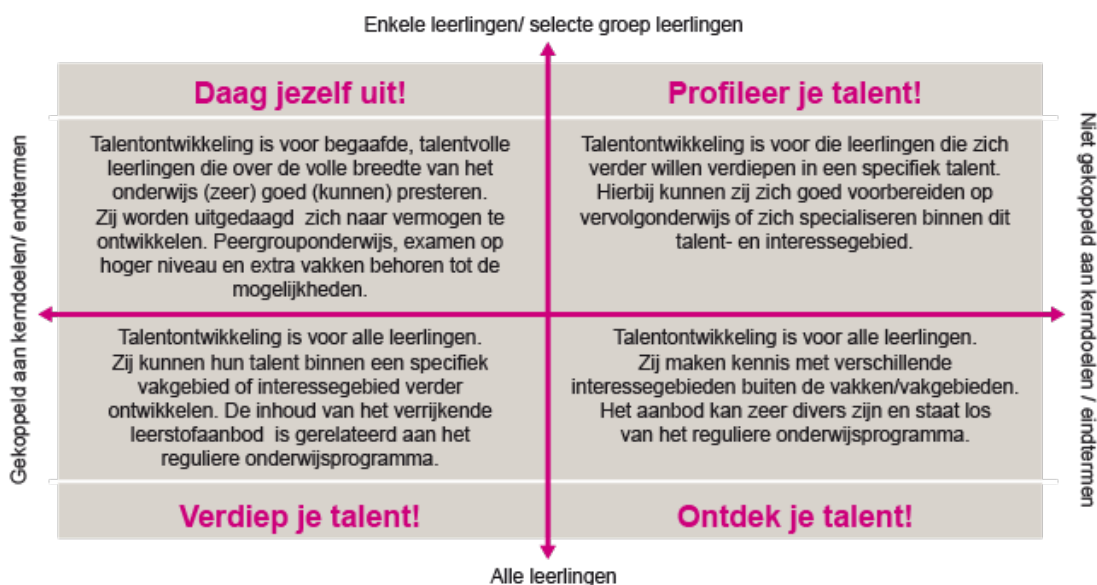 Enkele leerlingen/ selecte groep leerlingen
Daag jezelf uit!
Talentontwikkeling is voor begaafde, talentvolle
leerlingen die over de volle breedte van het
onderwijs (zeer) goed (kunnen) presteren.
Zij worden uitgedaagd zich naar vermogen te
ontwikkelen. Peergrouponderwijs, examen op
hoger niveau en extra vakken behoren tot de
mogelijkheden.
Profileer je talent!
Talentontwikkeling is voor die leerlingen die zich
verder willen verdiepen in een specifiek talent.
Hierbij kunnen zij zich goed voorbereiden op
vervolgonderwijs of zich specialiseren binnen dit
talent- en interessegebied.
Gekoppeld aan kerndoelen/ endtermen
Niet gekoppeld aan kerndoelen / eindtermen
Talentontwikkeling is voor alle leerlingen.
Zij kunnen hun talent binnen een specifiek
vakgebied of interessegebied verder
ontwikkelen. De inhoud van het verrijkende
leerstofaanbod is gerelateerd aan het
reguliere onderwijsprogramma.
Verdiep je talent!
Talentontwikkeling is voor alle leerlingen.
Zij maken kennis met verschillende
interessegebieden buiten de vakken/vakgebieden.
Het aanbod kan zeer divers zijn en staat los
van het reguliere onderwijsprogramma.
Ontdek je talent!
Alle leerlingen